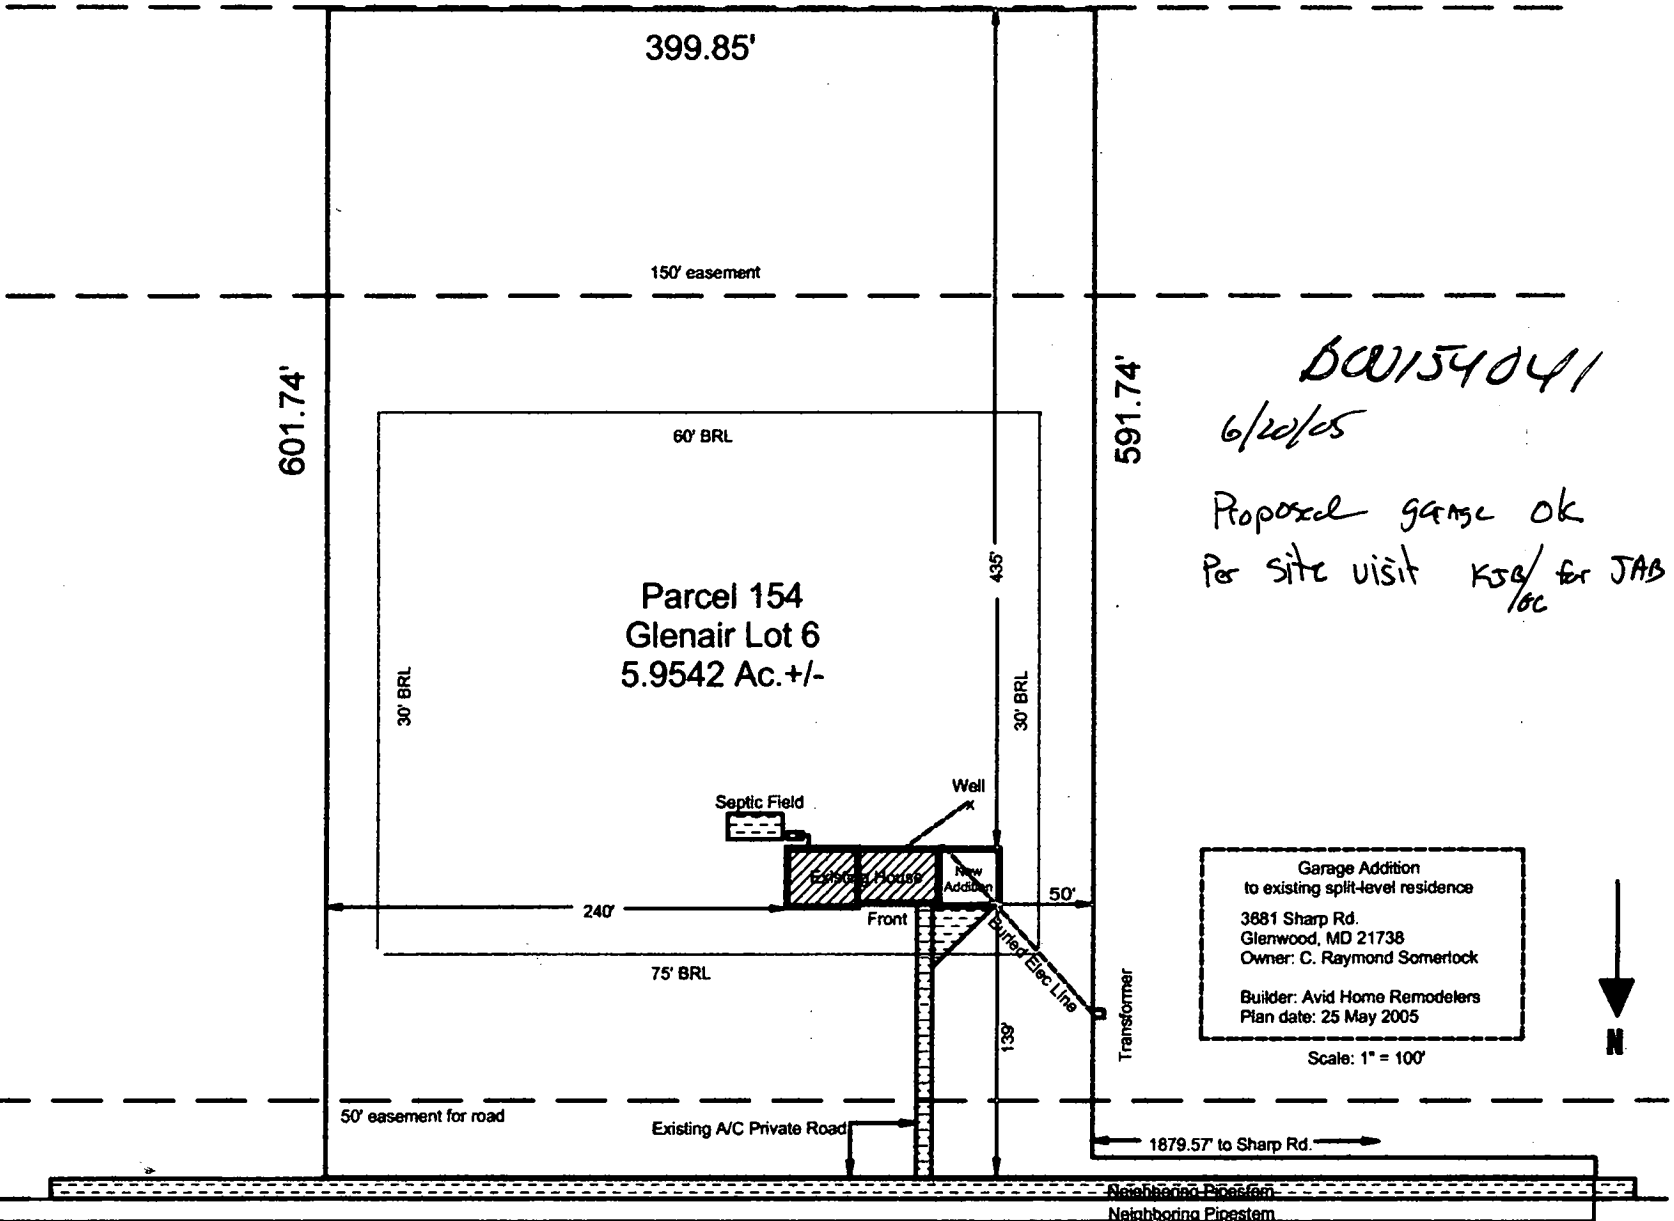 399.85'
150' easement
601.74'
591.74'
B00154041
6/20/05
60' BRL
Proposed garage ok
Per site visit KJB/ for JAB
435'
Parcel 154
Glenair Lot 6
5.9542 Ac.+/-
30' BRL
30' BRL
Well
Septic Field
Existing House
New
Addition
240'
50'
Front
Buried Elec Line
75' BRL
139'
Transformer
Garage Addition
to existing split-level residence
3681 Sharp Rd.
Glenwood, MD 21738
Owner: C. Raymond Somerlock
Builder: Avid Home Remodelers
Plan date: 25 May 2005
Scale: 1" = 100'
N
50' easement for road
Existing A/C Private Road
1879.57' to Sharp Rd.
Neighboring Pipestem
Neighboring Pipestem